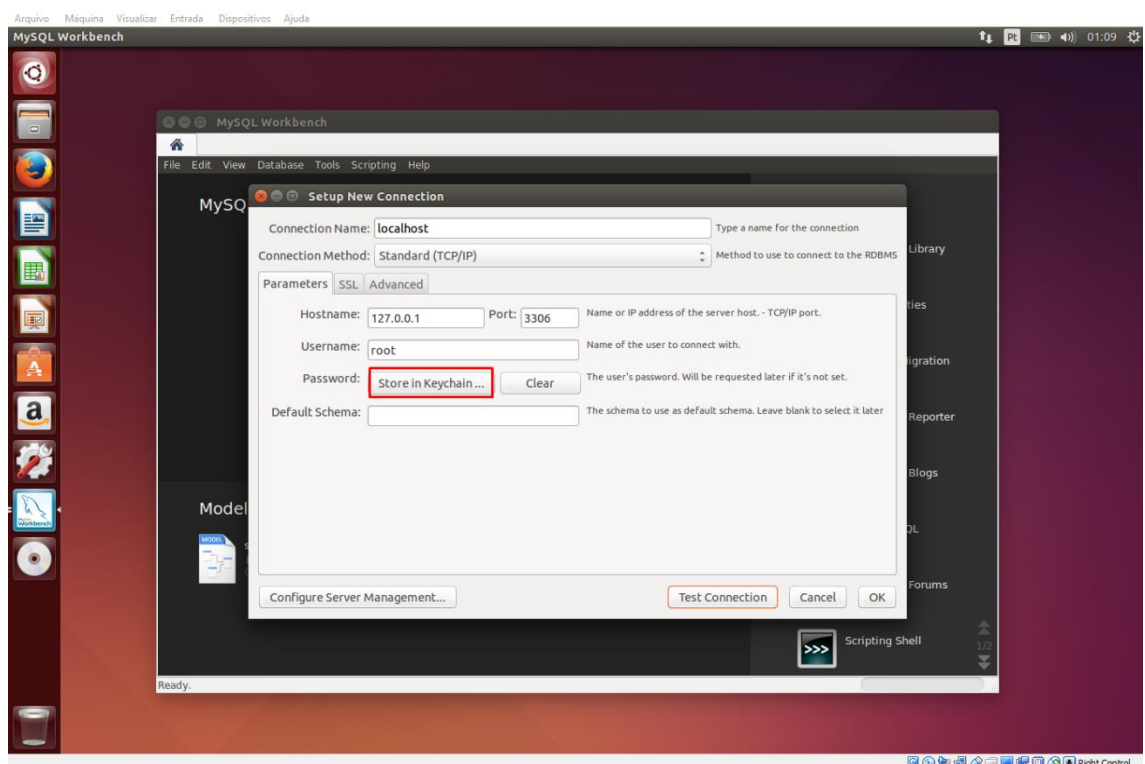 Arquivo Máquina Visualizar Entrada Dispositivos Ajuda
MySQL Workbench Pt 01:09
MySQL Workbench
File Edit View Database Tools Scripting Help
MySQ
Setup New Connection
Connection Name: localhost Type a name for the connection
Connection Method: Standard (TCP/IP) Method to use to connect to the RDBMS
Library
Parameters SSL Advanced
Hostname: 127.0.0.1 Port: 3306 Name or IP address of the server host. - TCP/IP port.
ties
Username: root Name of the user to connect with.
igration
Password: Store in Keychain ... Clear The user's password. Will be requested later if it's not set.
Default Schema: The schema to use as default schema. Leave blank to select it later
Reporter
Blogs
Model
QL
MODEL
Forums
Configure Server Management... Test Connection Cancel OK
>>> Scripting Shell 1/2
Ready.
Right Control